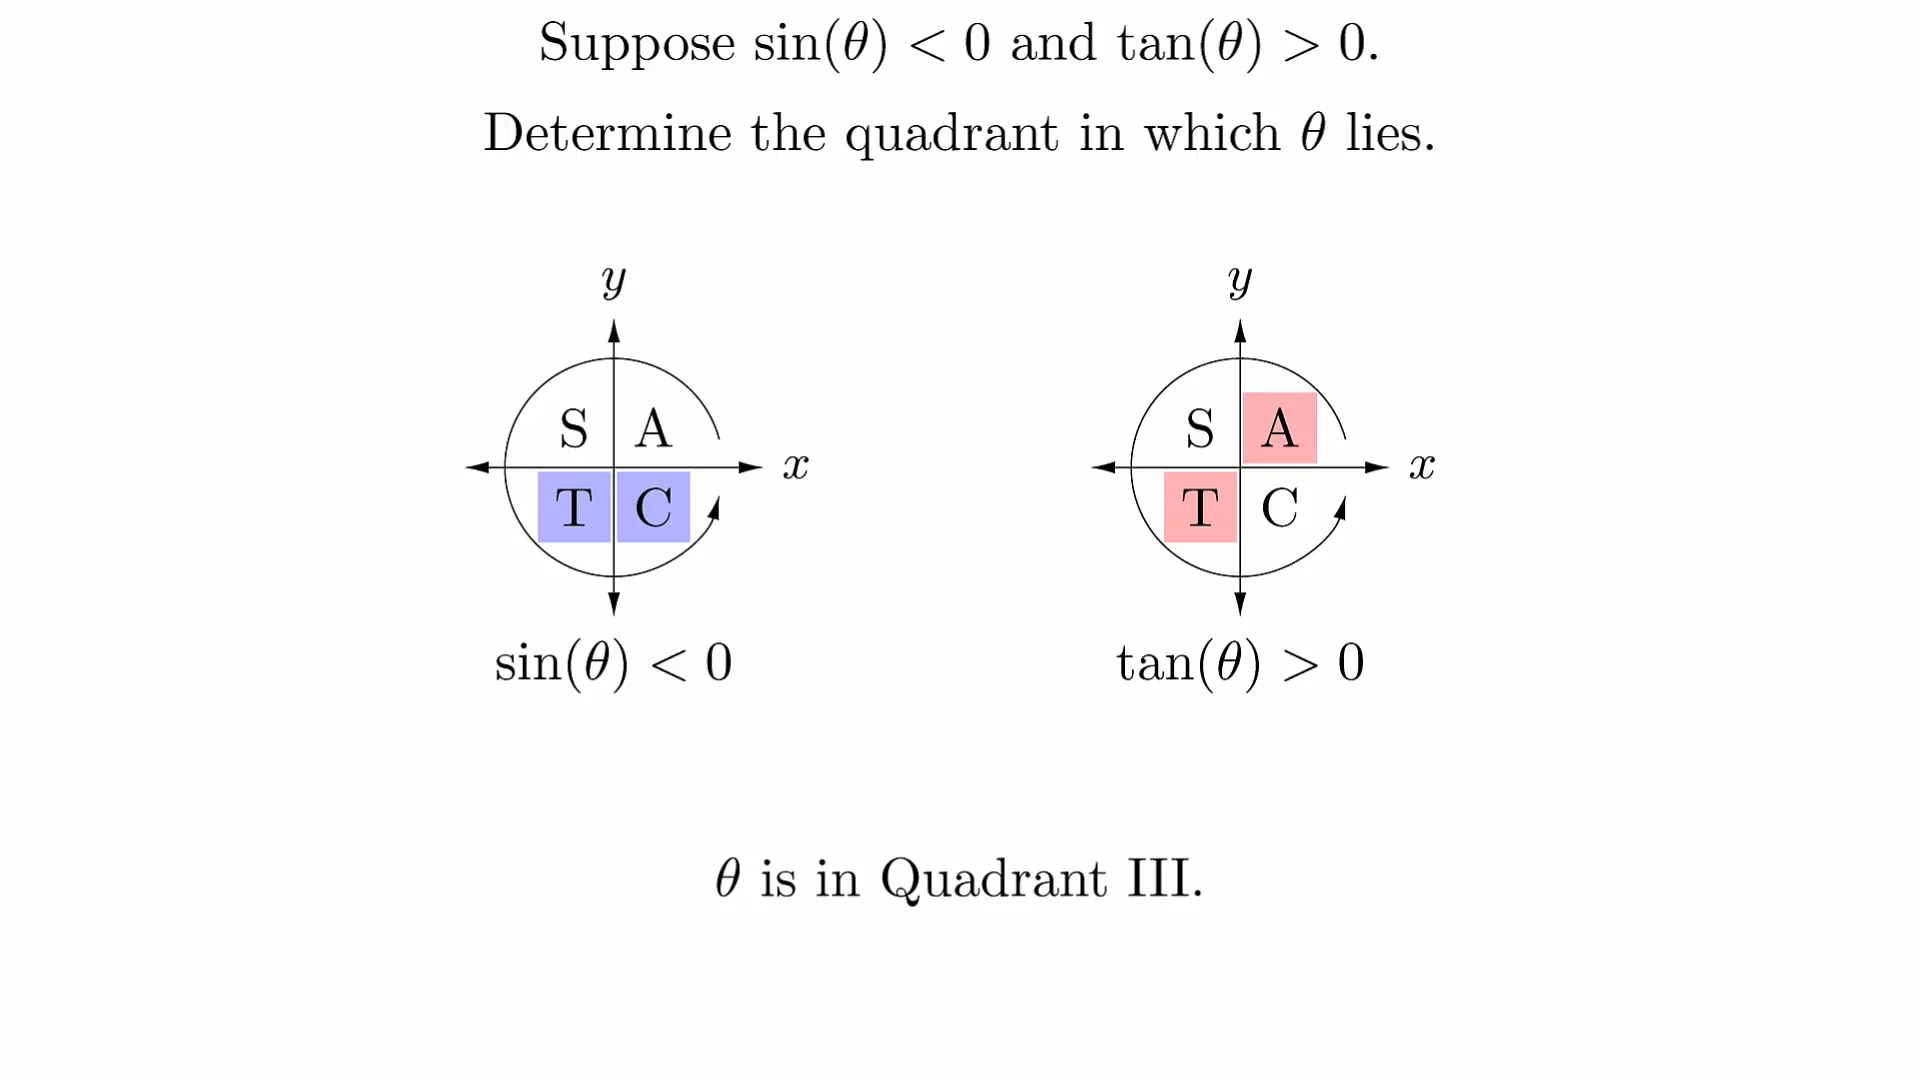 Suppose sin(θ) < 0 and tan(θ) > 0.
Determine the quadrant in which θ lies.
y
S A
x
T C
sin(θ) < 0
y
S A
x
T C
tan(θ) > 0
θ is in Quadrant III.